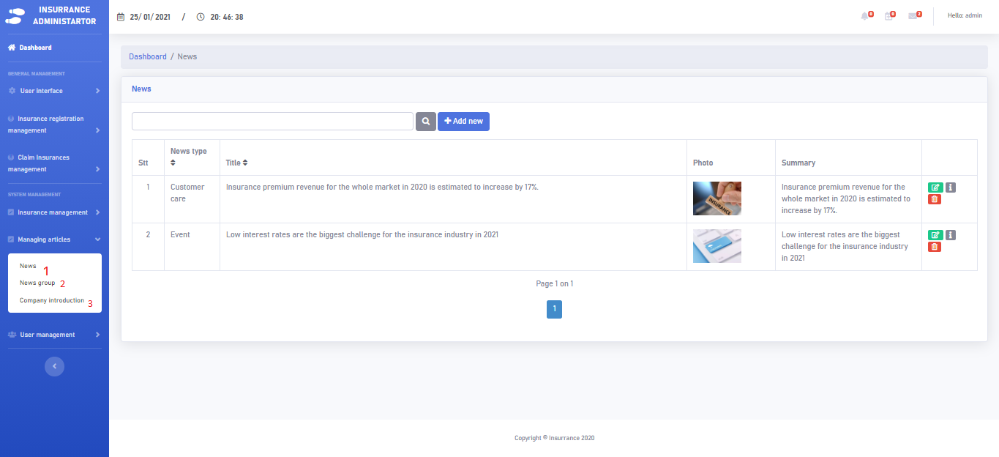 INSURRANCE
ADMINISTARTOR
25/ 01/ 2021 / 20: 46: 38
Hello: admin
Dashboard
GENERAL MANAGEMENT
User interface
Insurance registration
management
Claim Insurances
management
SYSTEM MANAGEMENT
Insurance management
Managing articles
News 1
News group 2
Company introduction 3
User management
Dashboard / News
News
Add new
Stt
News type
Title
Photo
Summary
1
Customer
care
Insurance premium revenue for the whole market in 2020 is estimated to increase by 17%.
INSURANCE
Insurance premium revenue for the
whole market in 2020 is estimated to
increase by 17%.
2
Event
Low interest rates are the biggest challenge for the insurance industry in 2021
Low interest rates are the biggest
challenge for the insurance industry
in 2021
Page 1 on 1
1
Copyright © Insurrance 2020